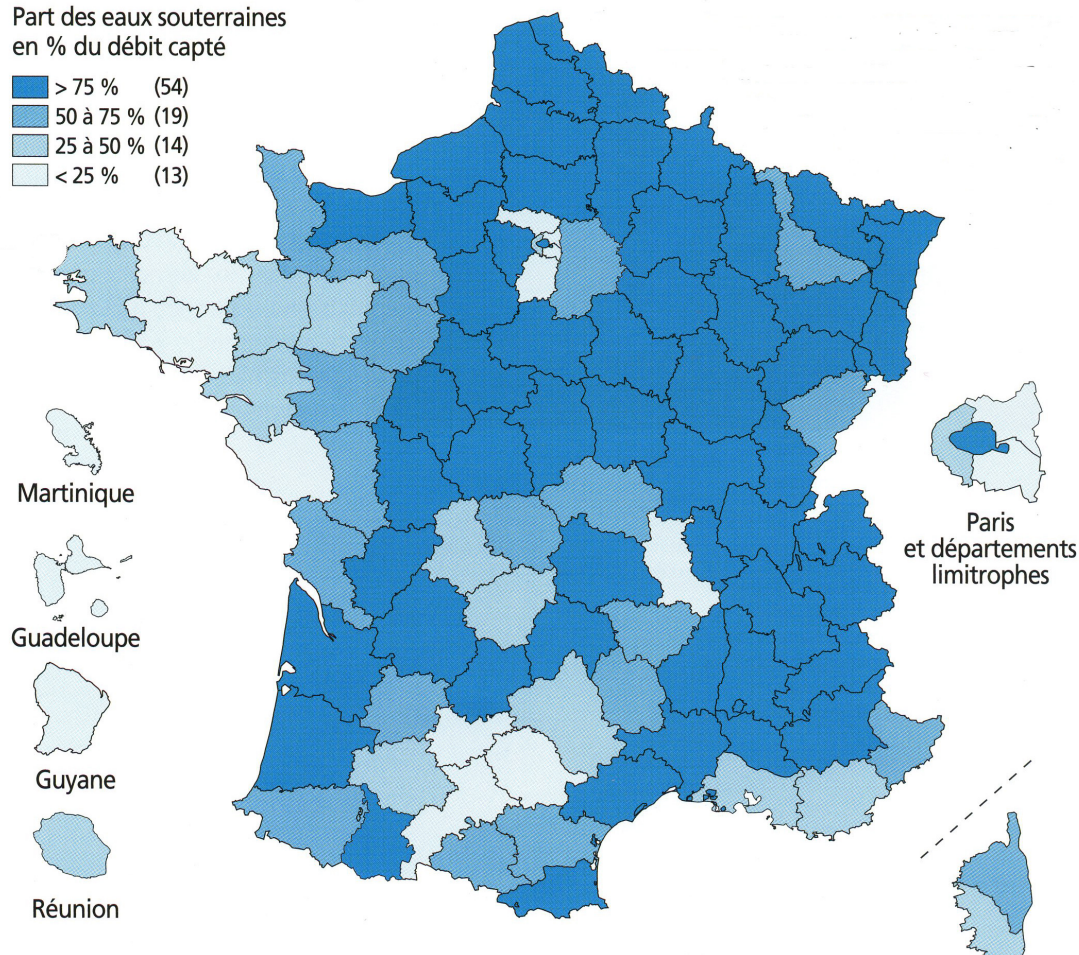 Part des eaux souterraines
en % du débit capté
> 75 % (54)
50 à 75 % (19)
25 à 50 % (14)
< 25 % (13)
Martinique
Guadeloupe
Guyane
Réunion
Paris
et départements
limitrophes